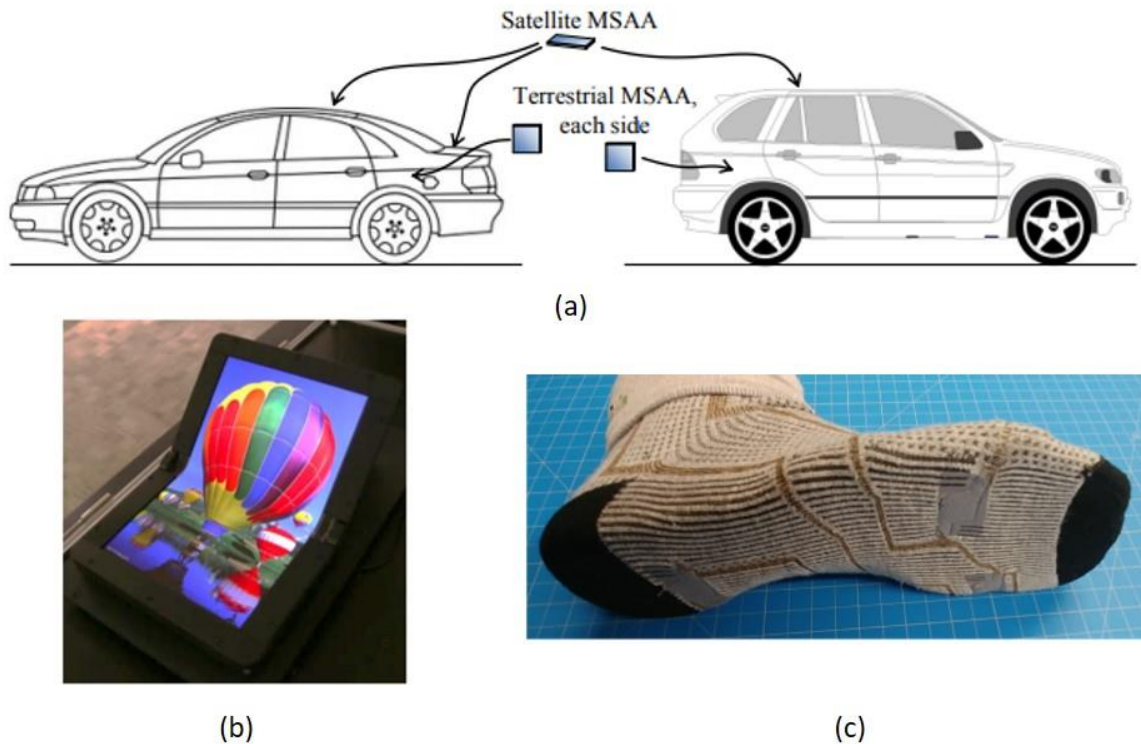 Satellite MSAA
Terrestrial MSAA,
each side
(a)
(b)
(c)